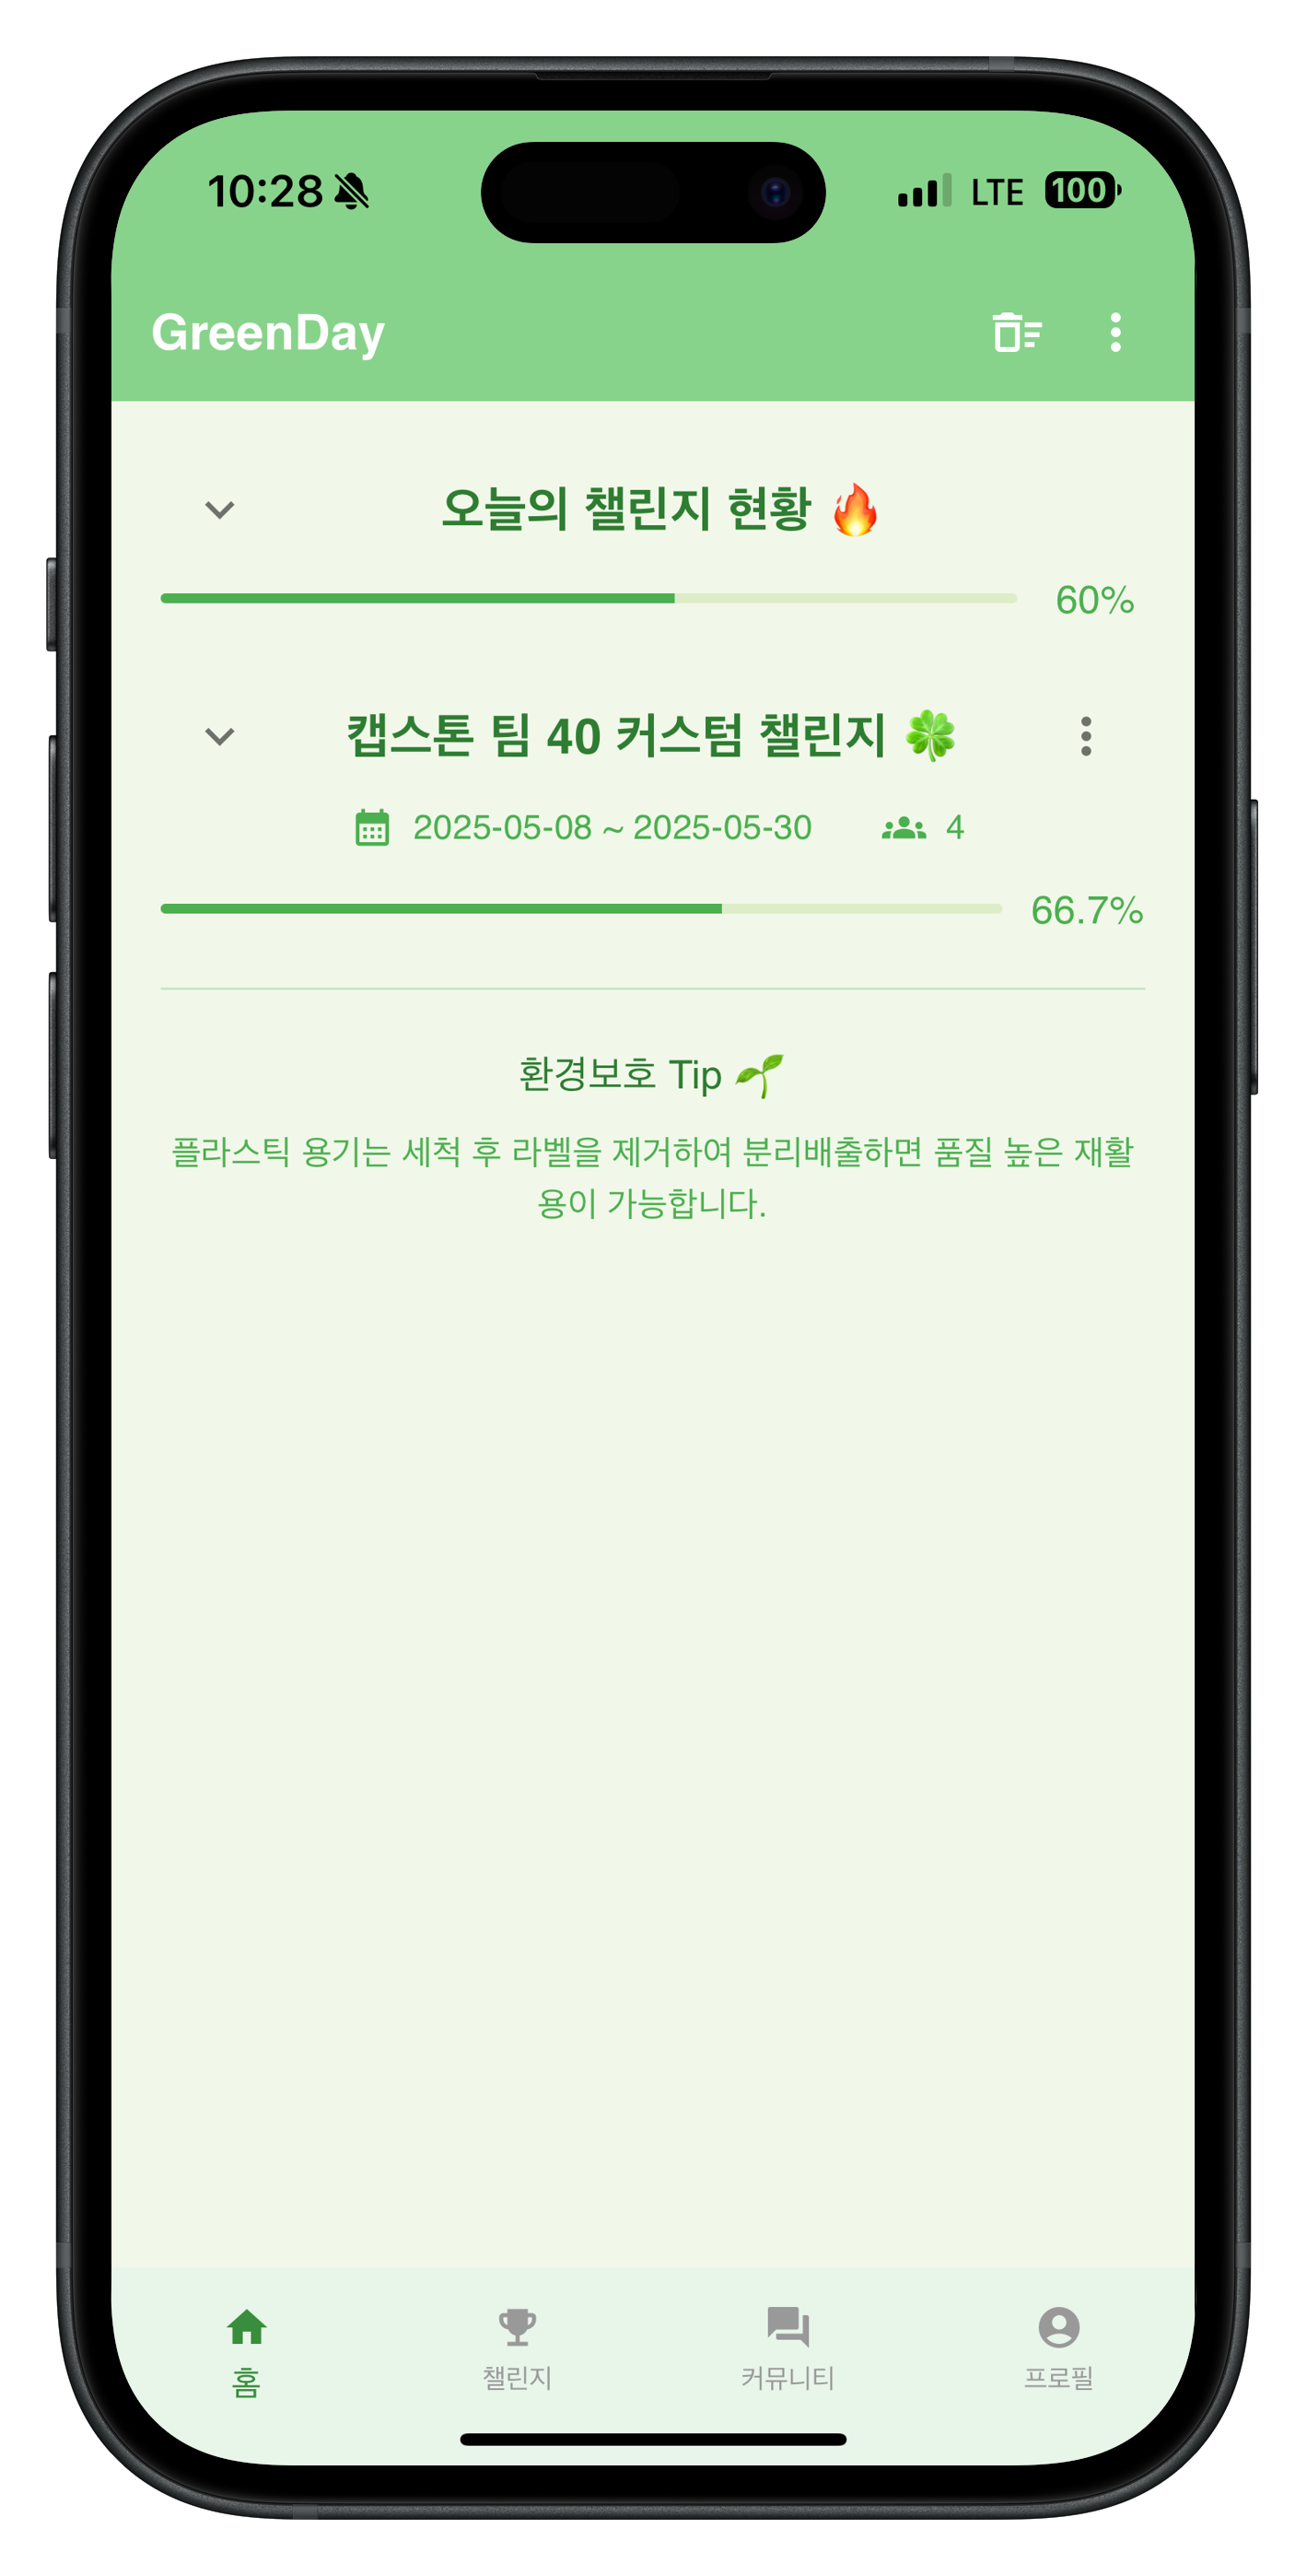 10:28 LTE 100
GreenDay
오늘의 챌린지 현황 🔥
60%
캡스톤 팀 40 커스텀 챌린지 🍀
2025-05-08 ~ 2025-05-30 4
66.7%
환경보호 Tip 🌱
플라스틱 용기는 세척 후 라벨을 제거하여 분리배출하면 품질 높은 재활
용이 가능합니다.
홈 챌린지 커뮤니티 프로필